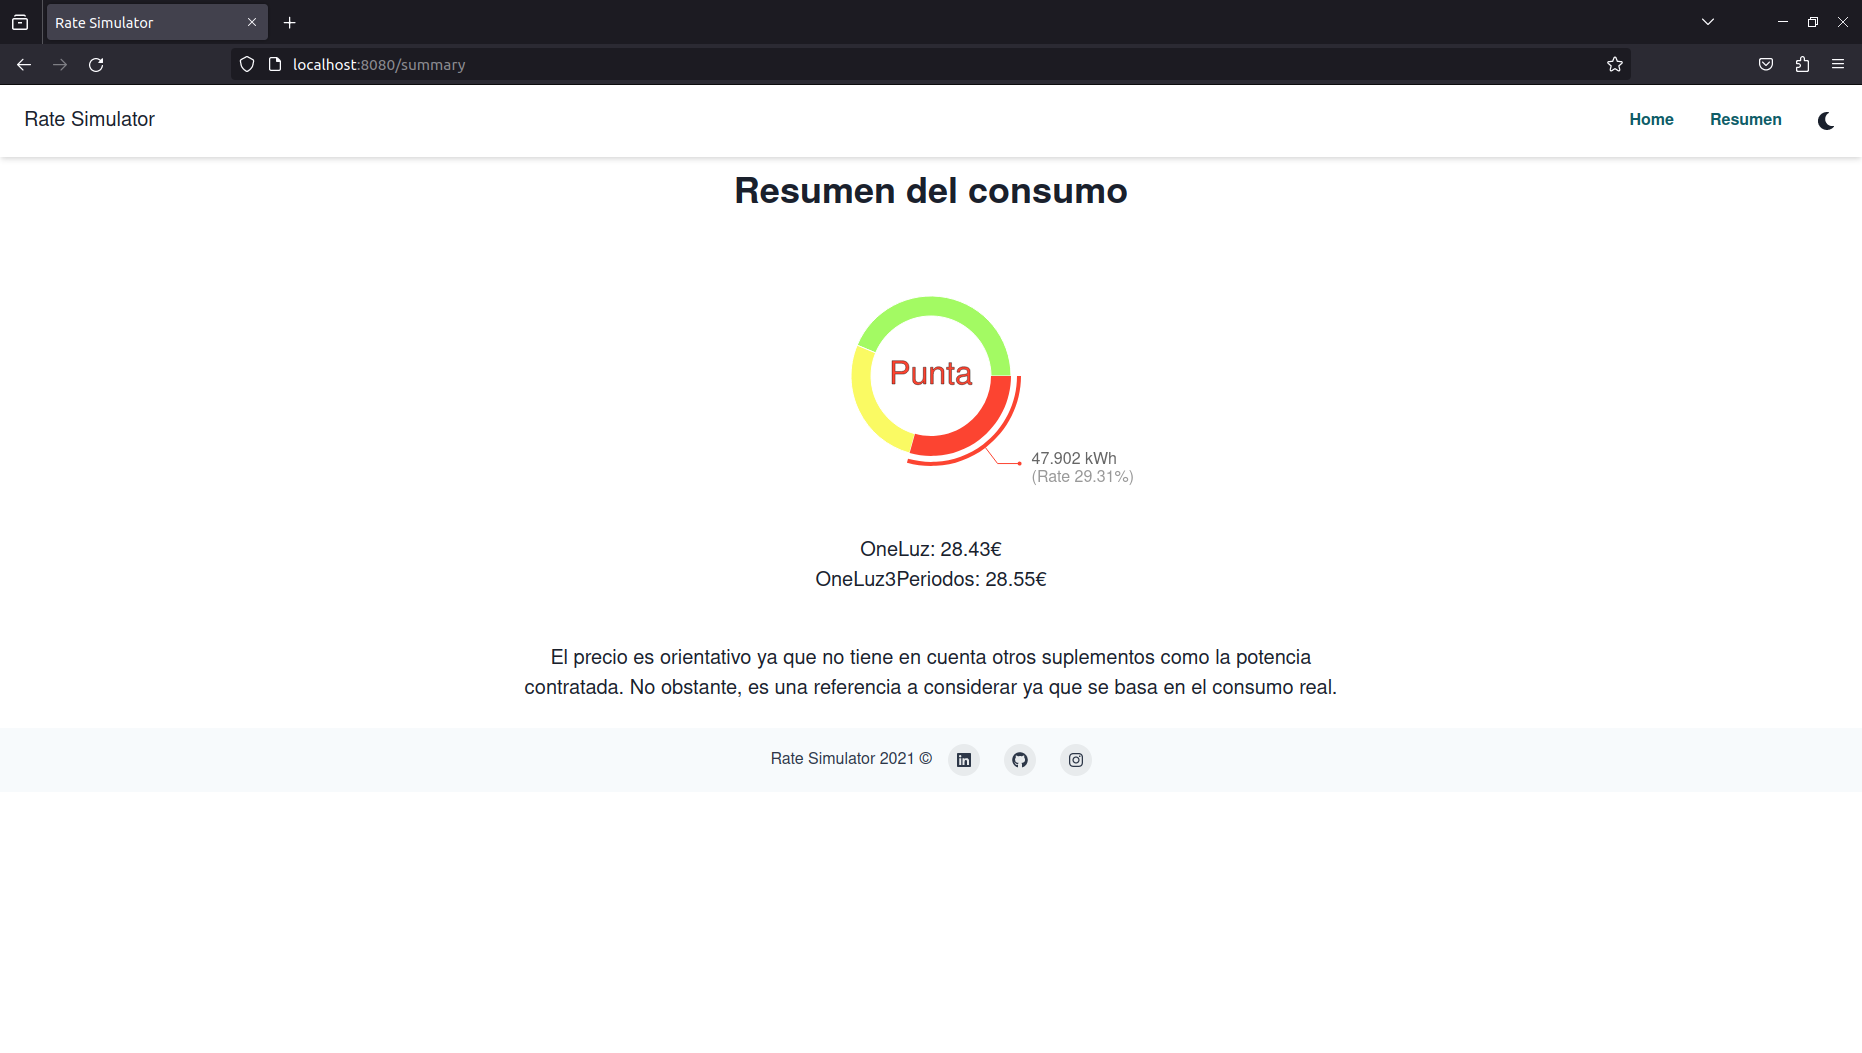 Rate Simulator
localhost:8080/summary
Rate Simulator
Home
Resumen
Resumen del consumo
Punta
47.902 kWh
(Rate 29.31%)
OneLuz: 28.43€
OneLuz3Periodos: 28.55€
El precio es orientativo ya que no tiene en cuenta otros suplementos como la potencia
contratada. No obstante, es una referencia a considerar ya que se basa en el consumo real.
Rate Simulator 2021 ©